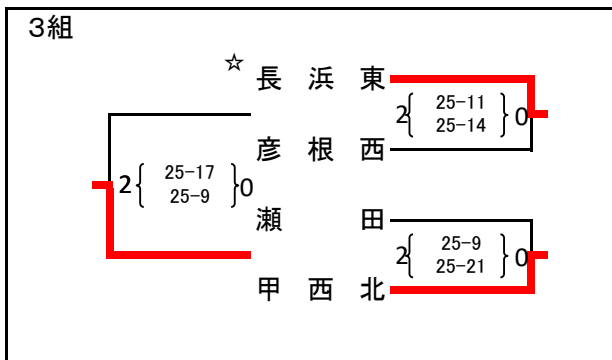 3組
☆ 長 浜 東
2{ 25-11 }0
25-14
彦 根 西
2{ 25-17 }0
25-9
瀬 田
2{ 25-9 }0
25-21
甲 西 北